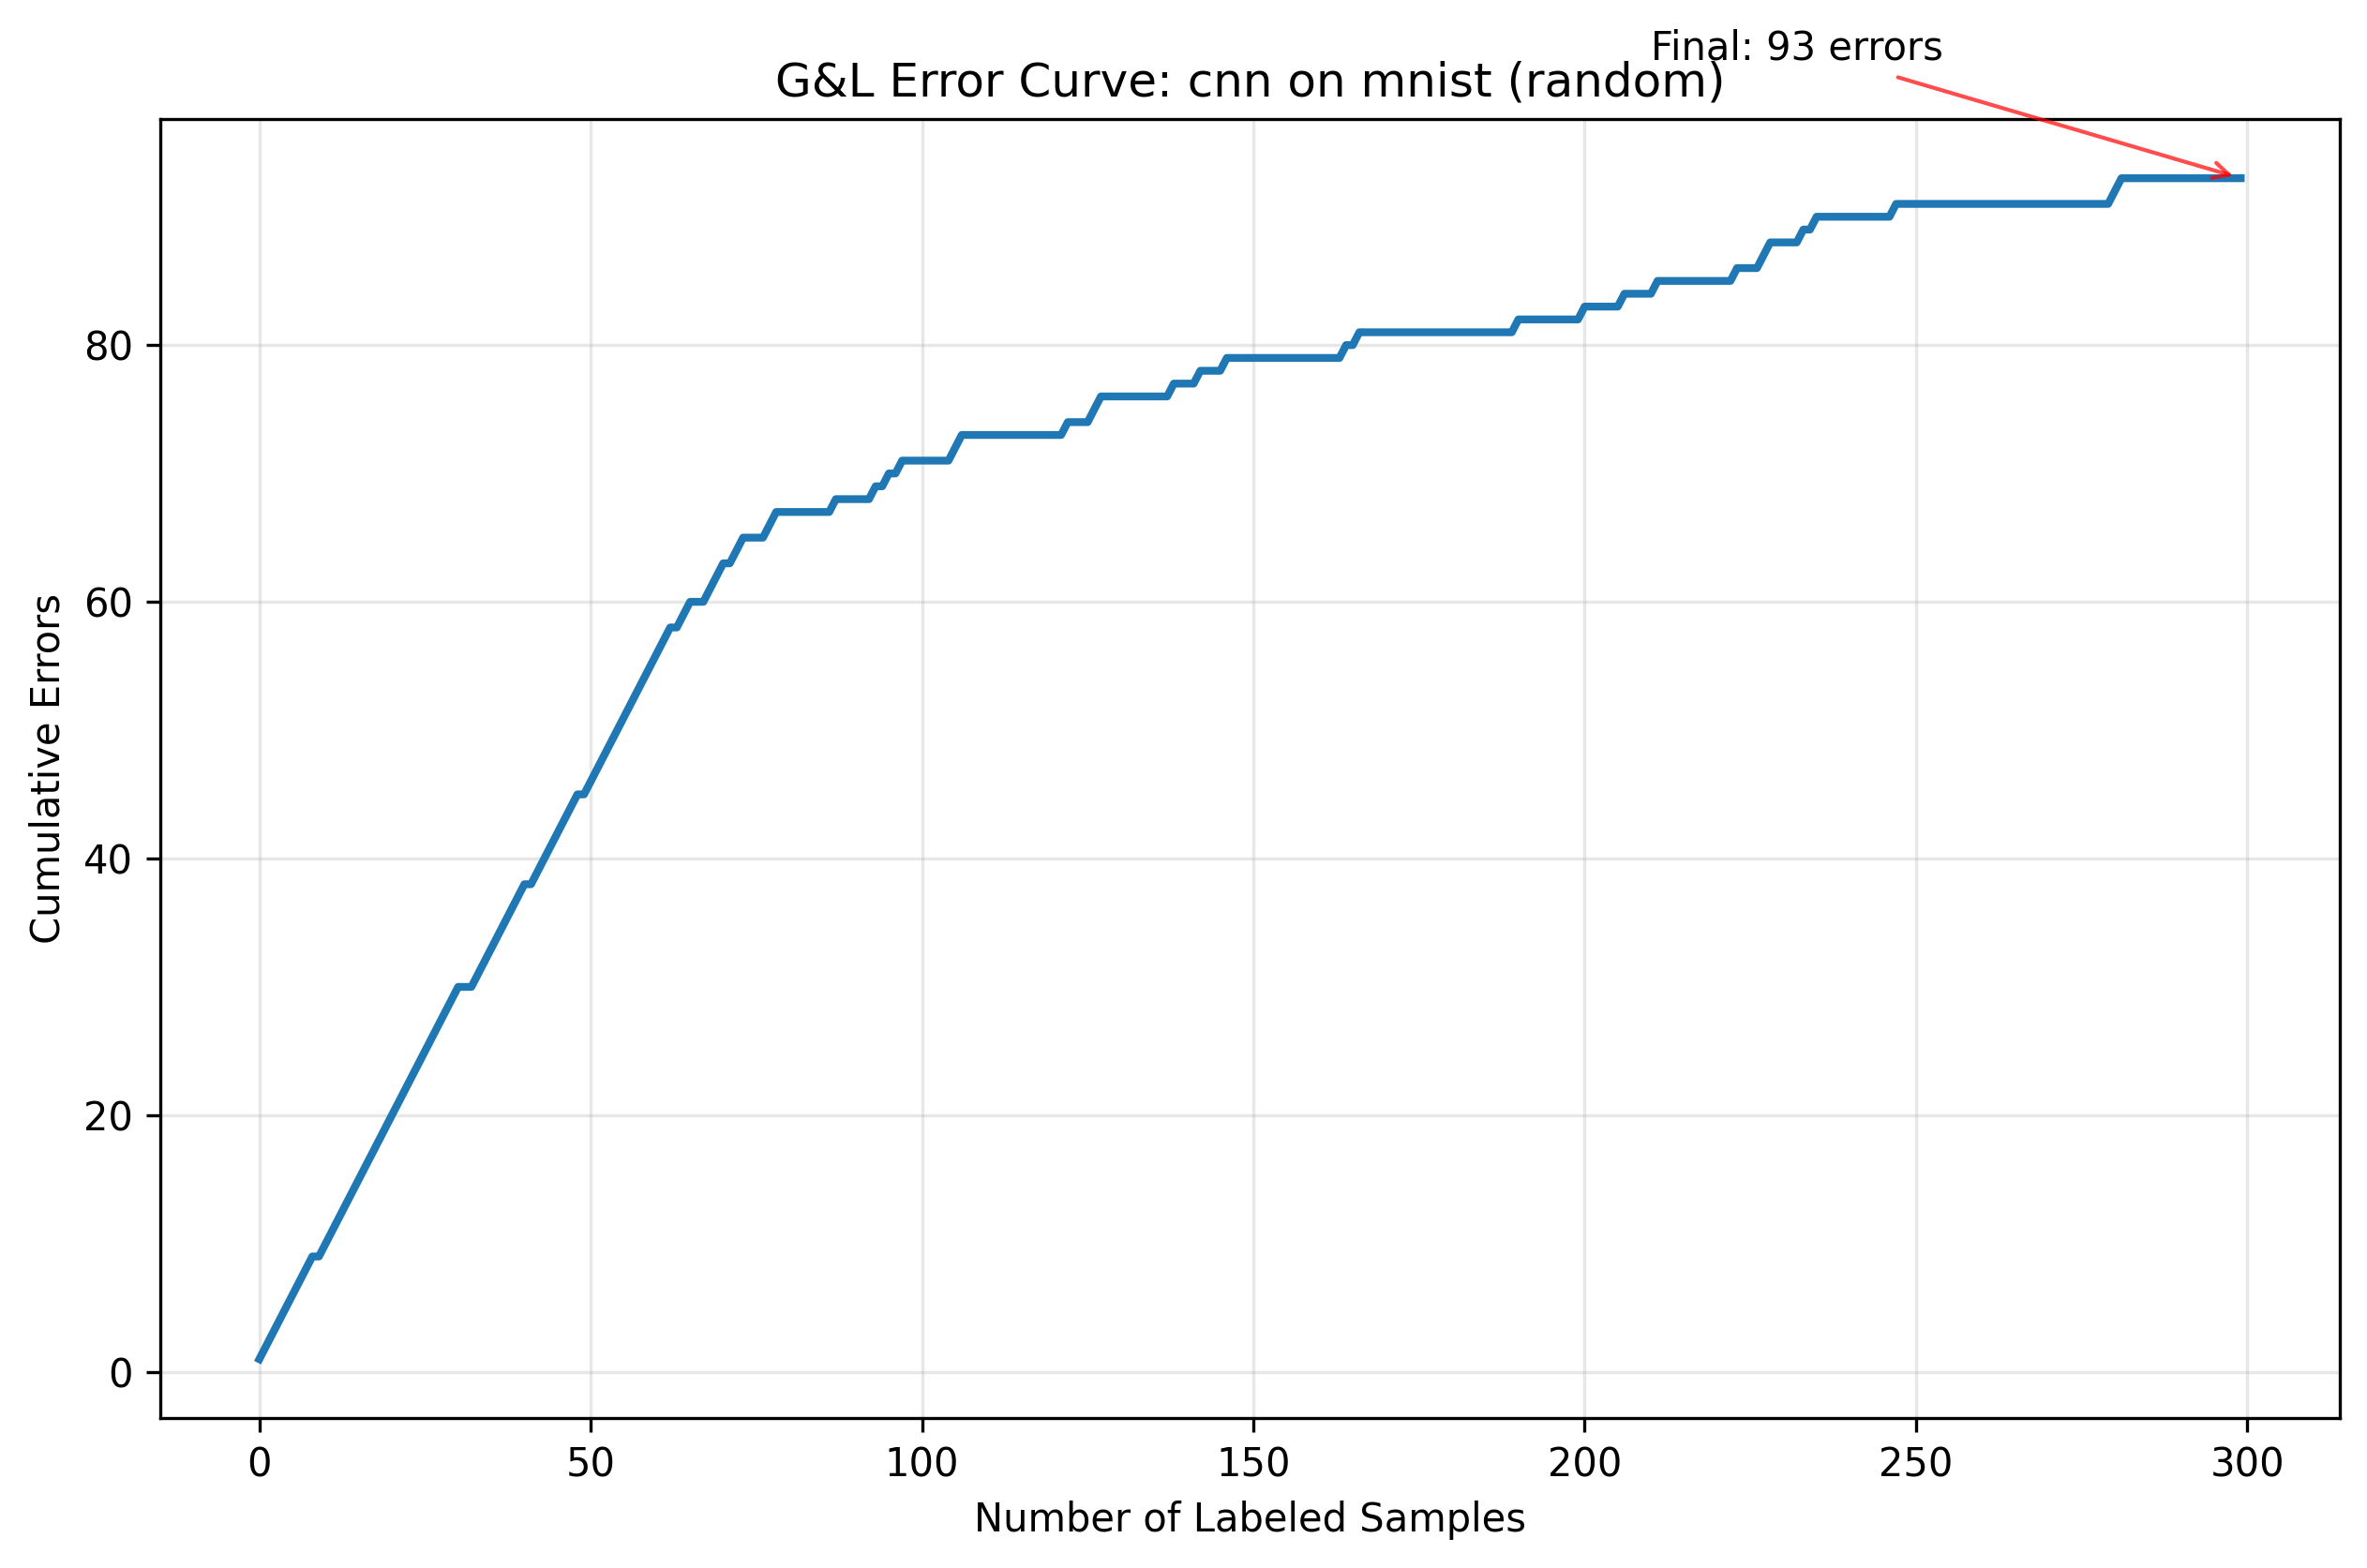 Final: 93 errors
G&L Error Curve: cnn on mnist (random)
Cumulative Errors
80
60
40
20
0
0 50 100 150 200 250 300
Number of Labeled Samples